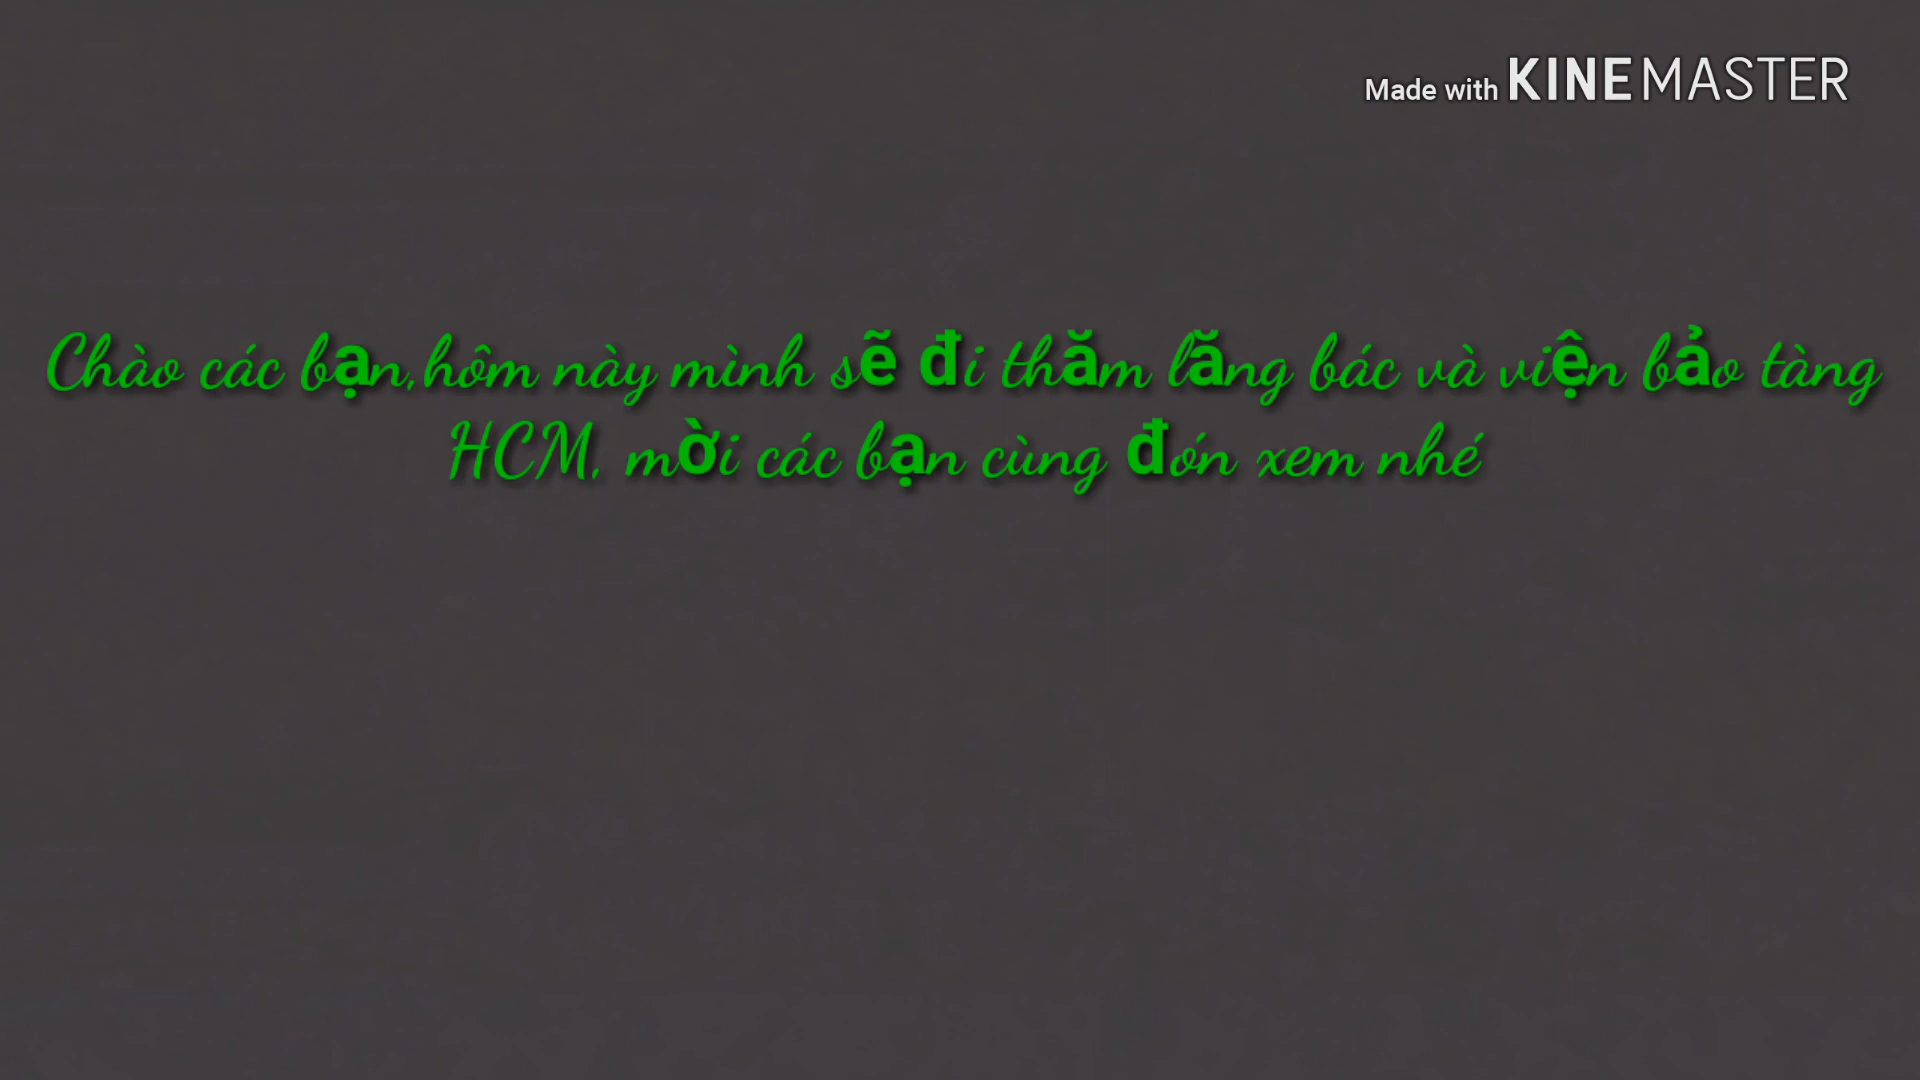 Made with KINEMASTER
Chào các bạn,hôm này mình sẽ đi thăm lăng bác và viện bảo tàng
HCM, mời các bạn cùng đón xem nhé